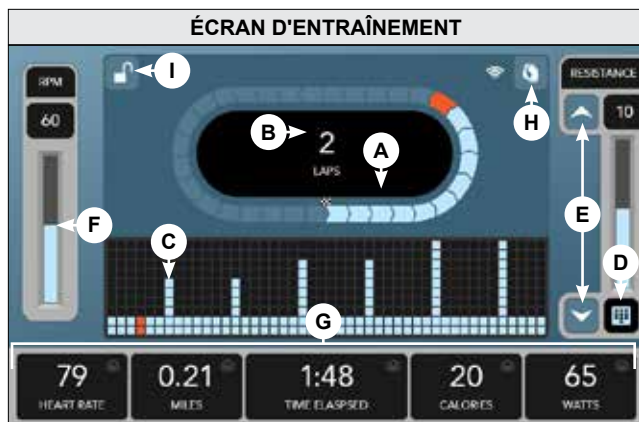 ÉCRAN D'ENTRAÎNEMENT
I
RPM
60
B
2
LAPS
A
H
RESISTANCE
10
E
F
C
D
G
79
HEART RATE
0.21
MILES
1:48
TIME ELASPSED
20
CALORIES
65
WATTS